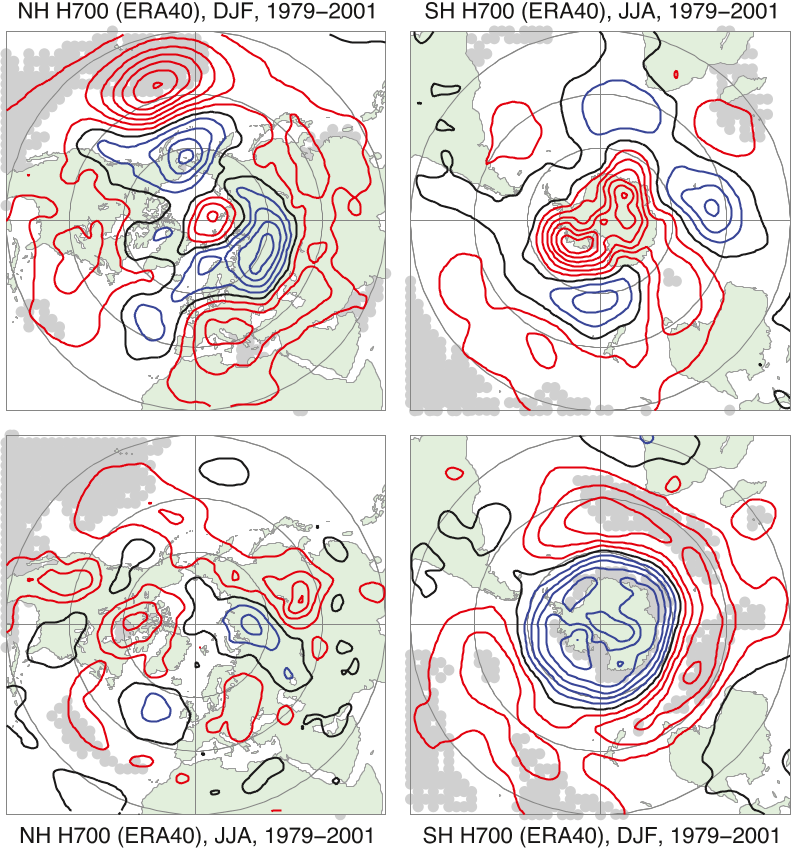 NH H700 (ERA40), DJF, 1979−2001
SH H700 (ERA40), JJA, 1979−2001
NH H700 (ERA40), JJA, 1979−2001
SH H700 (ERA40), DJF, 1979−2001